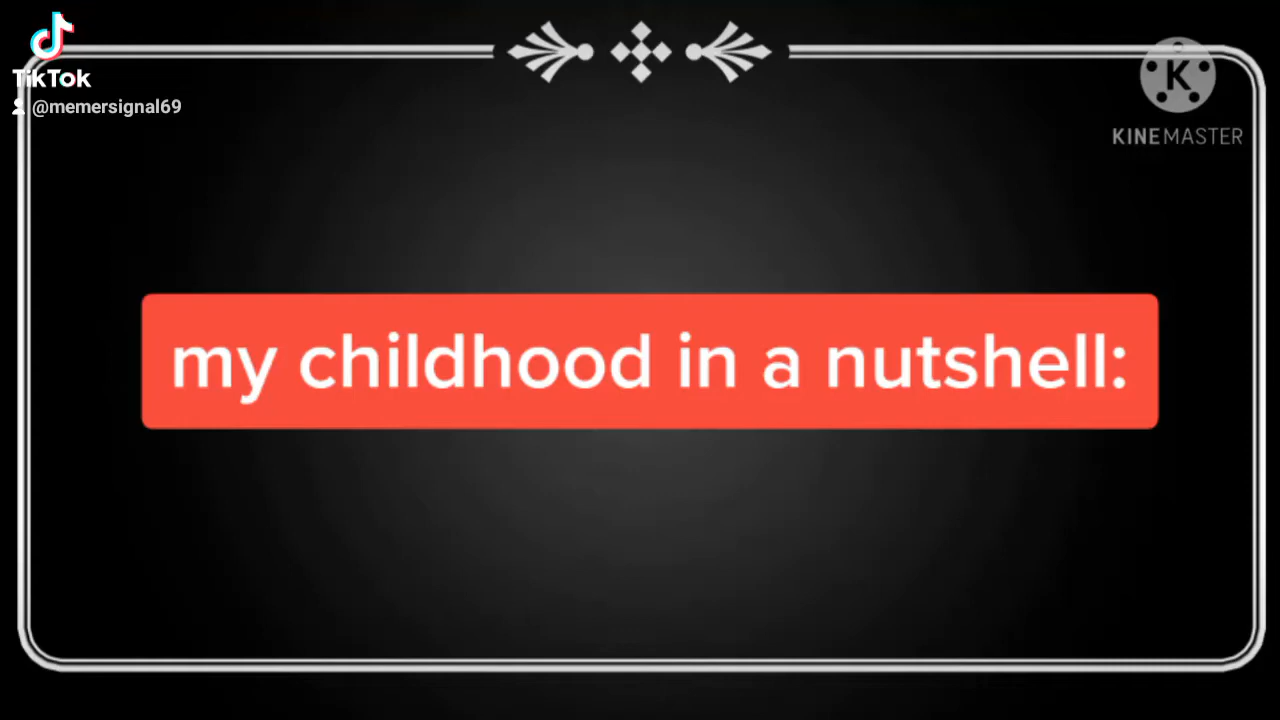 TikTok
@memersignal69
K
KINEMASTER
my childhood in a nutshell: